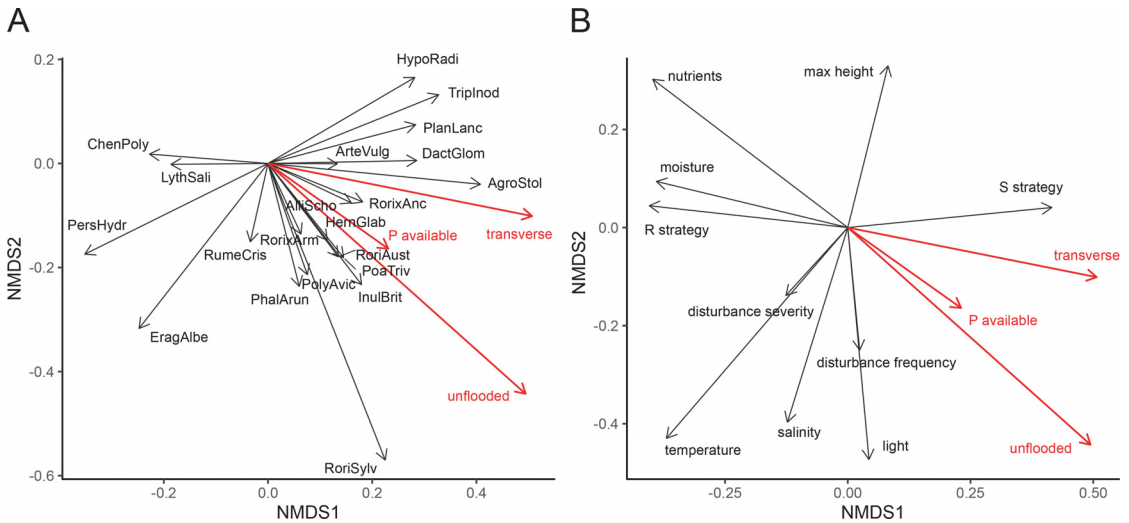 A
B
0.2
HypoRadi
TripInod
PlanLanc
ChenPoly
ArteVulg
DactGlom
0.0
LythSali
AgroStol
AlliScho
RorixAnc
PersHydr
HernGlab
P available
transverse
RorixArm
RumeCris
RoriAust
-0.2
PoaTriv
PolyAvic
PhalArun
InulBrit
EragAlbe
NMDS2
-0.4
unflooded
RoriSylv
-0.6
-0.2
0.0
0.2
0.4
NMDS1
nutrients
max height
0.2
moisture
S strategy
0.0
R strategy
transverse
disturbance severity
P available
-0.2
disturbance frequency
NMDS2
-0.4
salinity
light
temperature
unflooded
-0.25
0.00
0.25
0.50
NMDS1